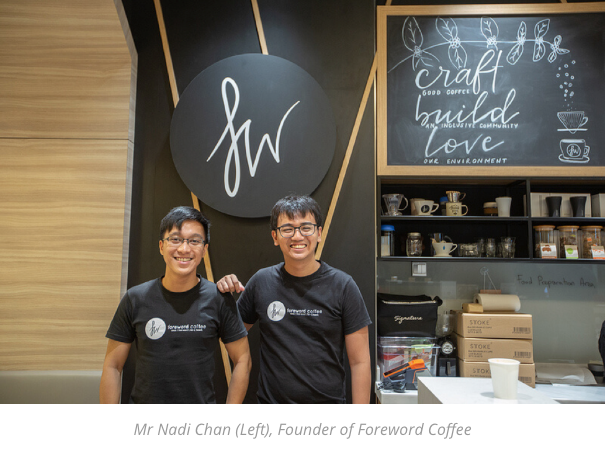 fw
craft
GOOD COFFEE
build
AN INCLUSIVE COMMUNITY
love
OUR ENVIRONMENT
fw
foreword coffee
fw
foreword coffee
Food Preparation Area
Signature
STOKE
STOKE
STOKE
Mr Nadi Chan (Left), Founder of Foreword Coffee